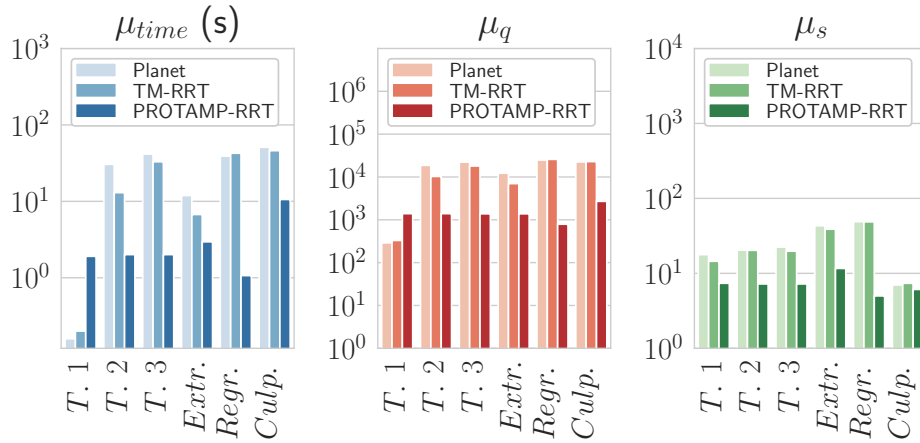 μ_time (s)
10^3
10^2
10^1
10^0
Planet
TM-RRT
PROTAMP-RRT
T. 1
T. 2
T. 3
Extr.
Regr.
Culp.
μ_q
10^6
10^5
10^4
10^3
10^2
10^1
10^0
Planet
TM-RRT
PROTAMP-RRT
T. 1
T. 2
T. 3
Extr.
Regr.
Culp.
μ_s
10^4
10^3
10^2
10^1
10^0
Planet
TM-RRT
PROTAMP-RRT
T. 1
T. 2
T. 3
Extr.
Regr.
Culp.